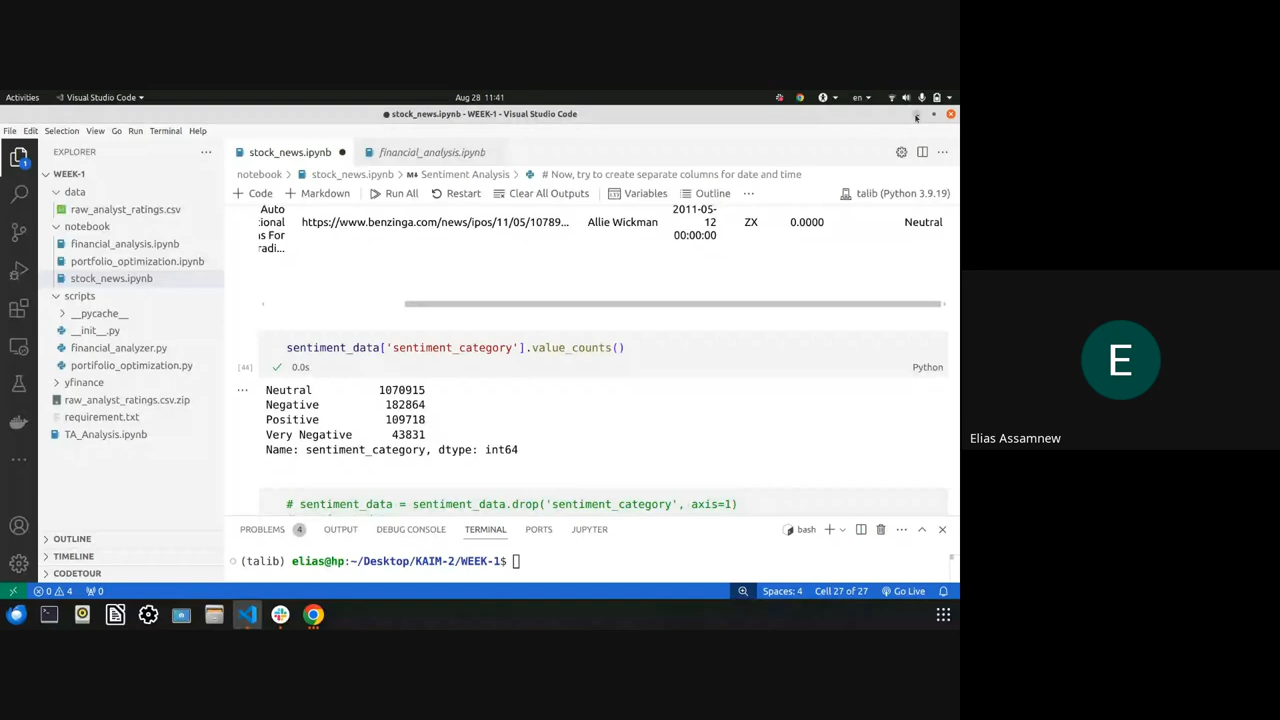 Activities
Visual Studio Code
Aug 28 11:41
en
stock_news.ipynb - WEEK-1 - Visual Studio Code
File Edit Selection View Go Run Terminal Help
EXPLORER
stock_news.ipynb
financial_analysis.ipynb
WEEK-1
notebook > stock_news.ipynb > Sentiment Analysis > # Now, try to create separate columns for date and time
data
+ Code + Markdown Run All Restart Clear All Outputs Variables Outline ... talib (Python 3.9.19)
raw_analyst_ratings.csv
notebook
financial_analysis.ipynb
portfolio_optimization.ipynb
stock_news.ipynb
scripts
__pycache__
__init__.py
financial_analyzer.py
portifolio_optimization.py
yfinance
raw_analyst_ratings.csv.zip
requirement.txt
TA_Analysis.ipynb
OUTLINE
TIMELINE
CODETOUR
Auto
ional
s For
radi...
https://www.benzinga.com/news/ipos/11/05/10789...
Allie Wickman
2011-05-
12
00:00:00
ZX
0.0000
Neutral
sentiment_data['sentiment_category'].value_counts()
[44]
0.0s
Python
Neutral 1070915
Negative 182864
Positive 109718
Very Negative 43831
Name: sentiment_category, dtype: int64
# sentiment_data = sentiment_data.drop('sentiment_category', axis=1)
PROBLEMS 4 OUTPUT DEBUG CONSOLE TERMINAL PORTS JUPYTER
bash
(talib) elias@hp:~/Desktop/KAIM-2/WEEK-1$
0 4 0
Spaces: 4 Cell 27 of 27 Go Live
1
E
Elias Assamnew